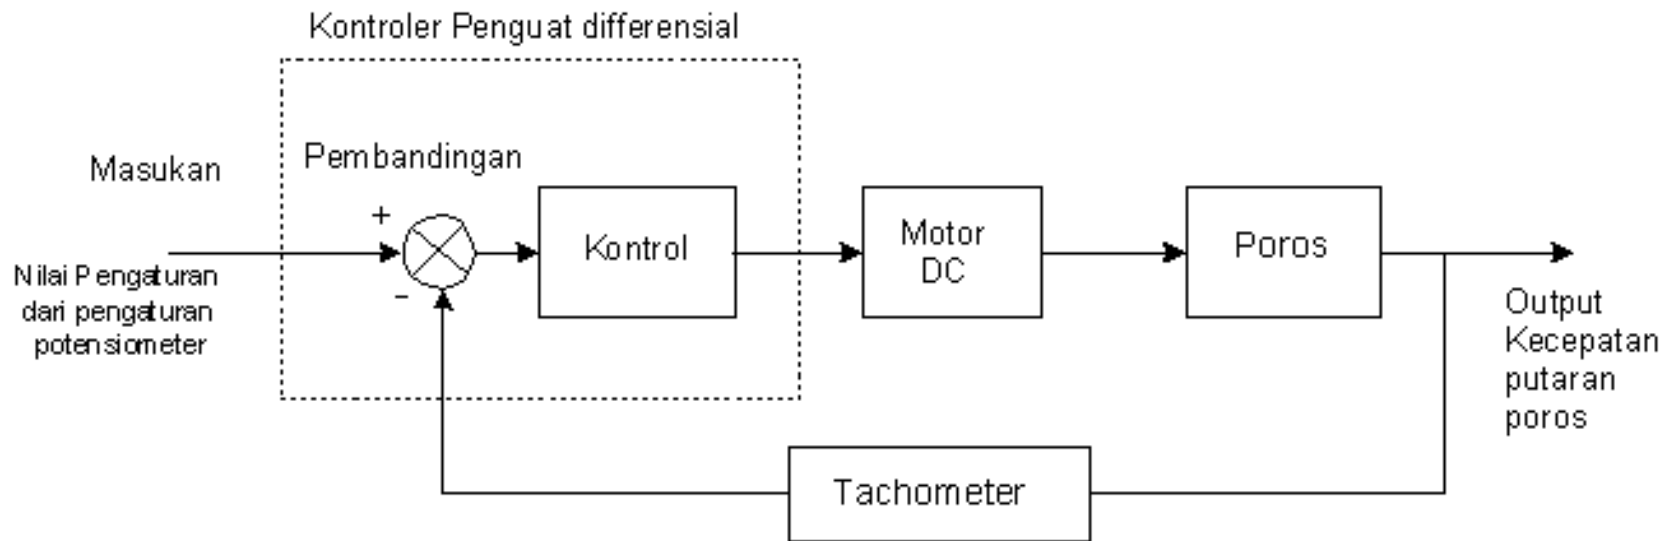 Kontroler Penguat differensial
Masukan
Pembandingan
+
-
Kontrol
Motor
DC
Poros
Nilai Pengaturan
dari pengaturan
potensiometer
Output
Kecepatan
putaran
poros
Tachometer